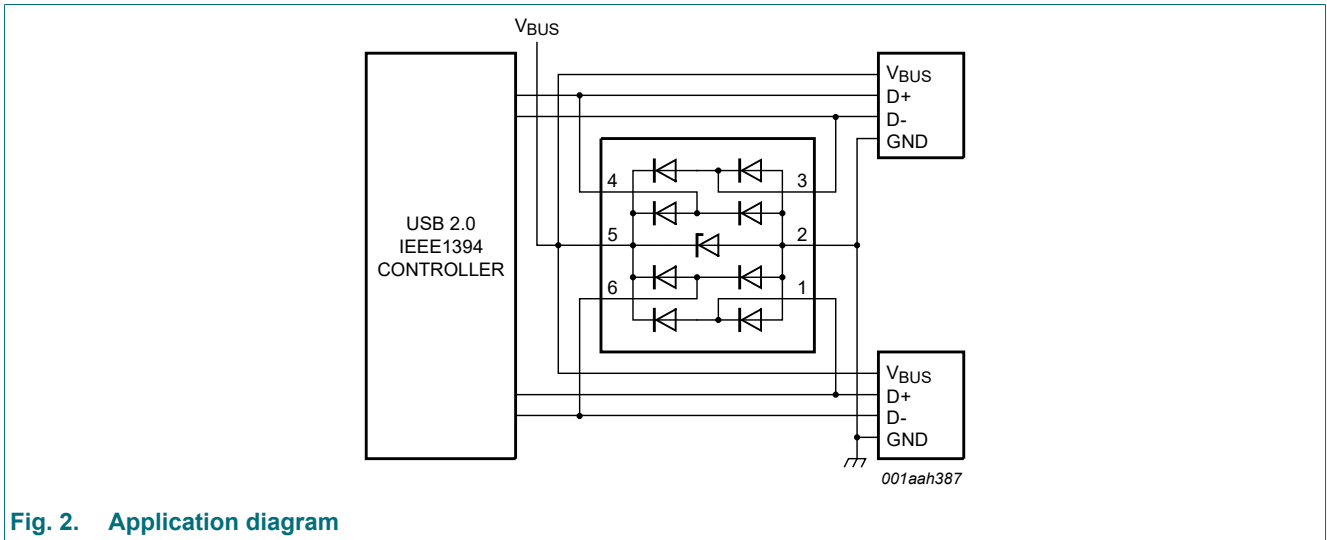 VBUS
VBUS
D+
D-
GND
4
3
USB 2.0
IEEE1394
CONTROLLER
5
2
6
1
VBUS
D+
D-
GND
001aah387
Fig. 2. Application diagram